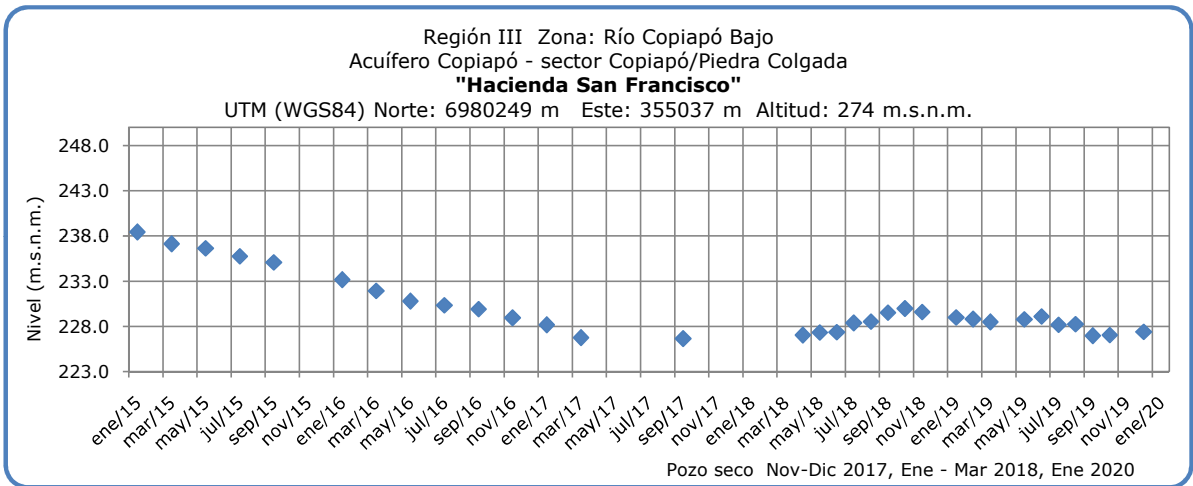 Región III  Zona: Río Copiapó Bajo
Acuífero Copiapó - sector Copiapó/Piedra Colgada
"Hacienda San Francisco"
UTM (WGS84) Norte: 6980249 m   Este: 355037 m  Altitud: 274 m.s.n.m.
Nivel (m.s.n.m.)
248.0
243.0
238.0
233.0
228.0
223.0
ene/15
mar/15
may/15
jul/15
sep/15
nov/15
ene/16
mar/16
may/16
jul/16
sep/16
nov/16
ene/17
mar/17
may/17
jul/17
sep/17
nov/17
ene/18
mar/18
may/18
jul/18
sep/18
nov/18
ene/19
mar/19
may/19
jul/19
sep/19
nov/19
ene/20
Pozo seco  Nov-Dic 2017, Ene - Mar 2018, Ene 2020